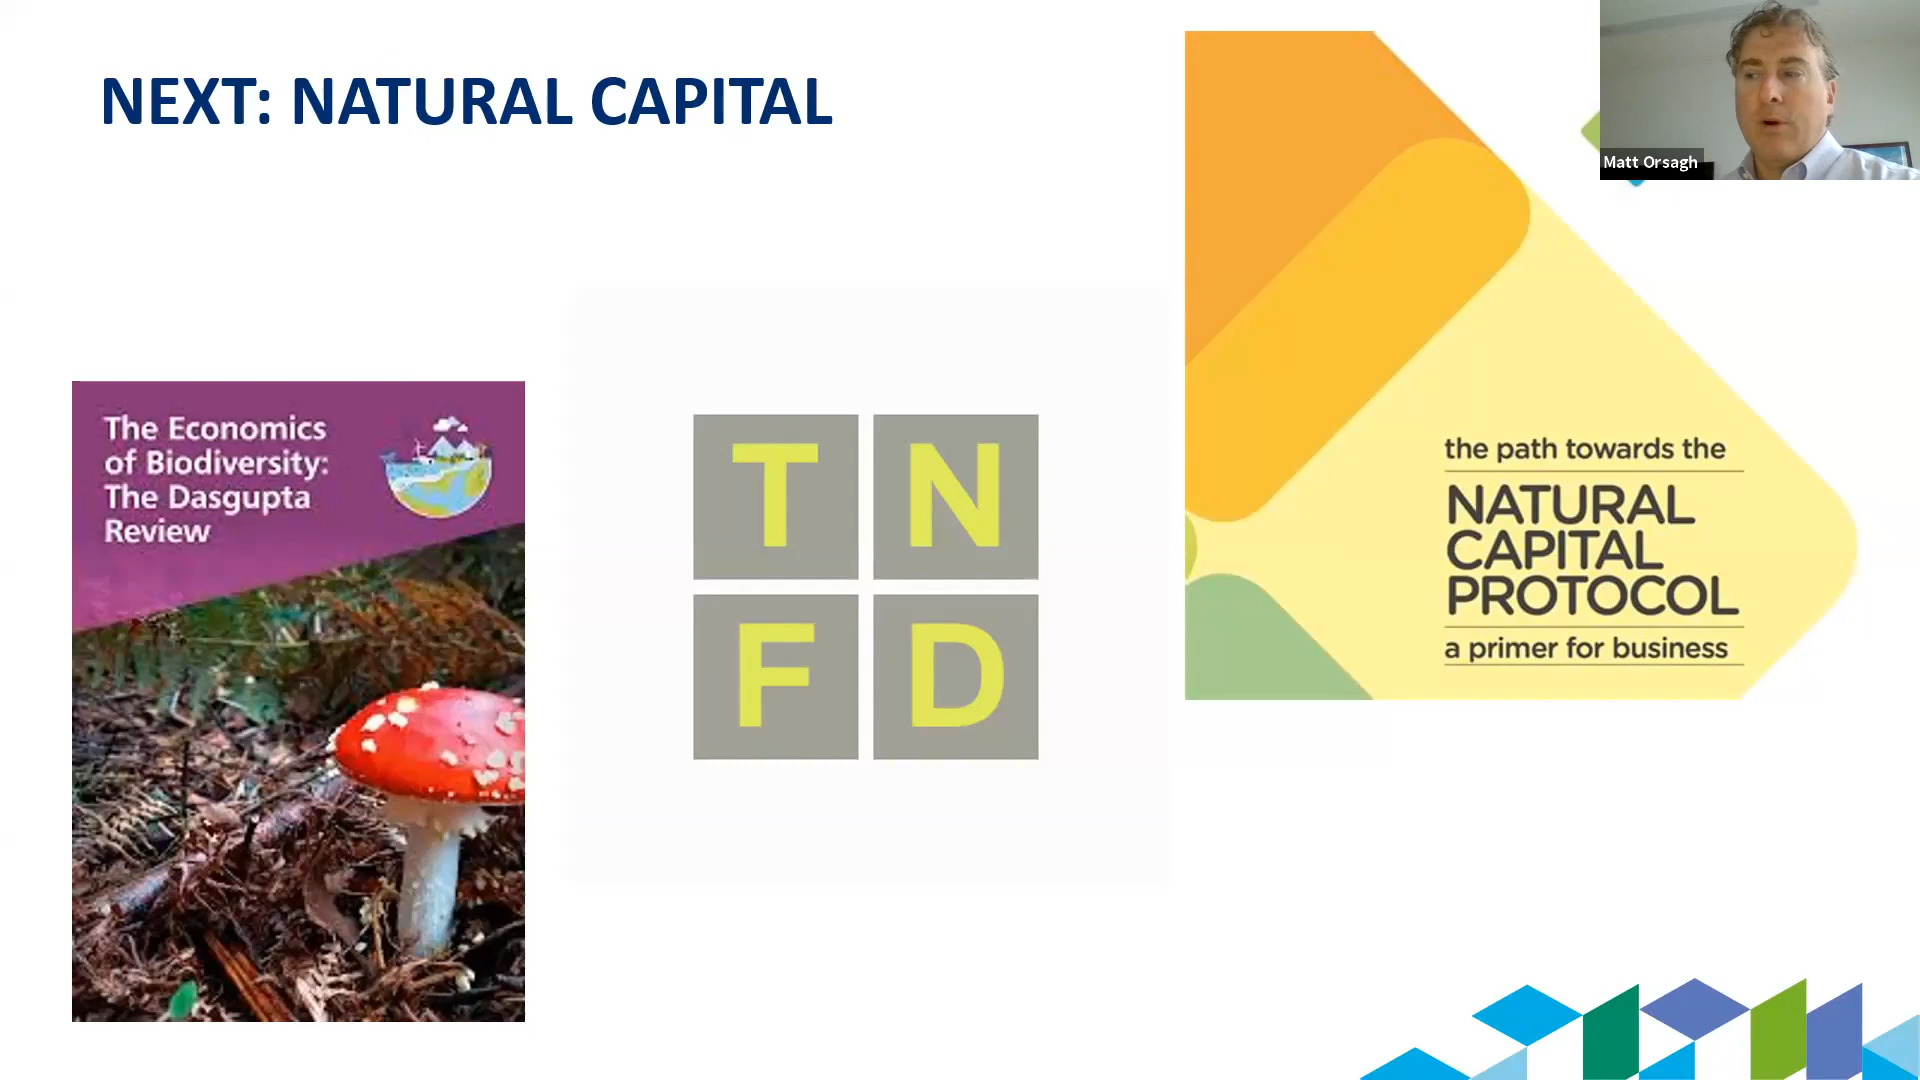 NEXT: NATURAL CAPITAL
Matt Orsagh
The Economics
of Biodiversity:
The Dasgupta
Review
T N
F D
the path towards the
NATURAL
CAPITAL
PROTOCOL
a primer for business